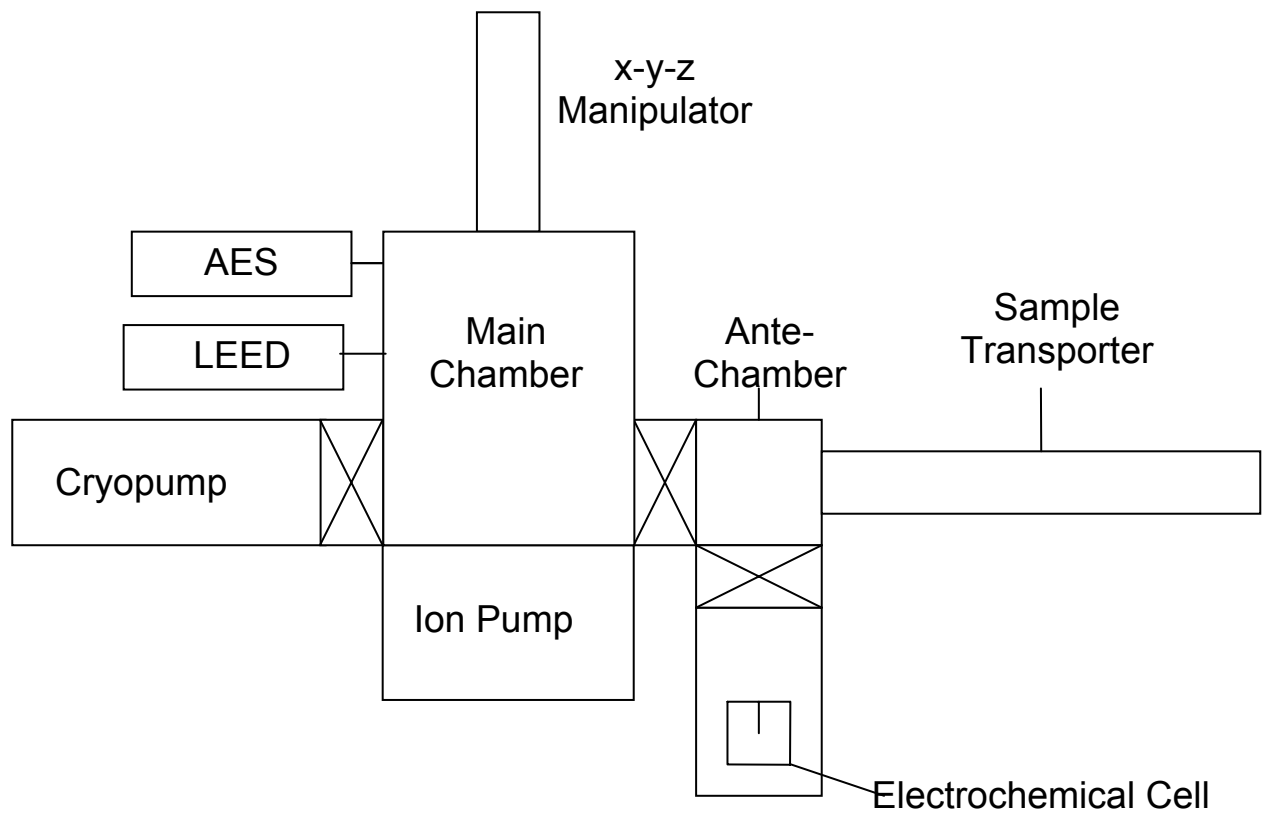 x-y-z
Manipulator
AES
LEED
Main
Chamber
Ante-
Chamber
Sample
Transporter
Cryopump
Ion Pump
Electrochemical Cell